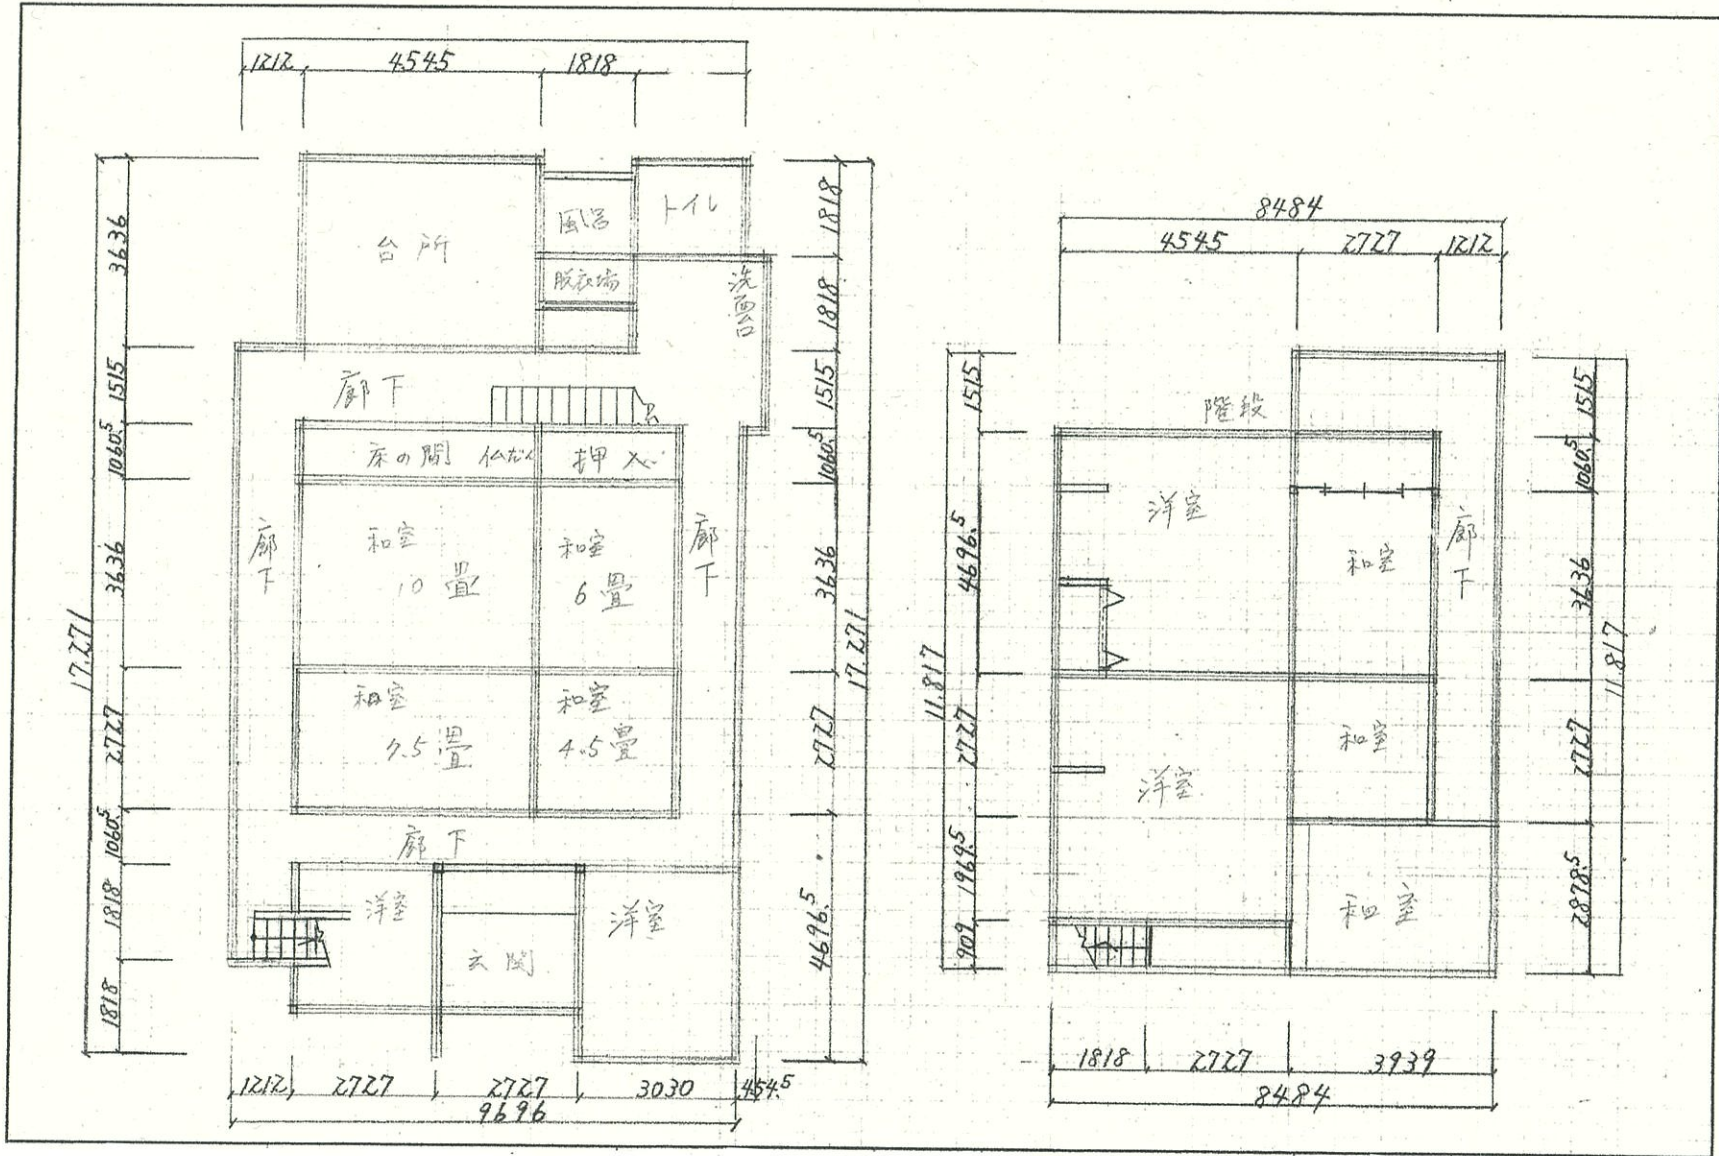 1212 4545 1818
台所
風呂
トイレ
脱衣場
洗面台
廊下
床の間 仏だん 押入
廊下
和室
10畳
和室
6畳
廊下
和室
7.5畳
和室
4.5畳
廊下
洋室
玄関
洋室
17.271
3636
1515
1060.5
3636
2727
1060.5
1818
1818
1818
1818
1515
1060.5
3636
2727
4696.5
17.271
1212 2727 2727 3030 454.5
9696
8484
4545 2727 1212
階段
洋室
和室
廊下
和室
洋室
和室
11.817
1515
4696.5
2727
1969.5
909
1515
1060.5
3636
2727
2878.5
11.817
1818 2727 3939
8484